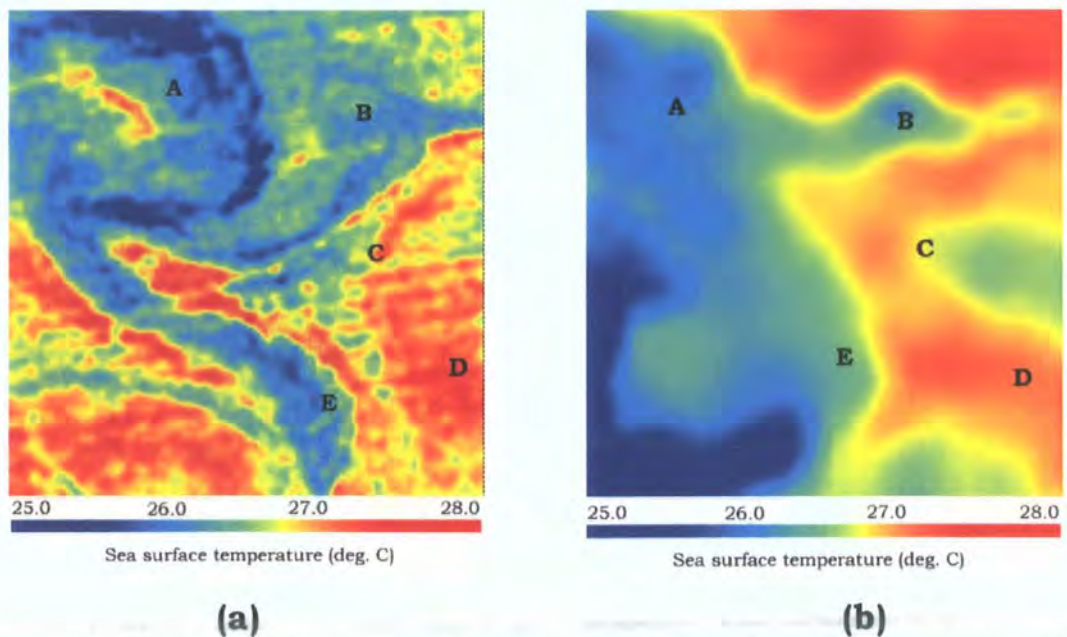 A
B
C
D
E
25.0 26.0 27.0 28.0
Sea surface temperature (deg. C)
(a)
A
B
C
E
D
25.0 26.0 27.0 28.0
Sea surface temperature (deg. C)
(b)